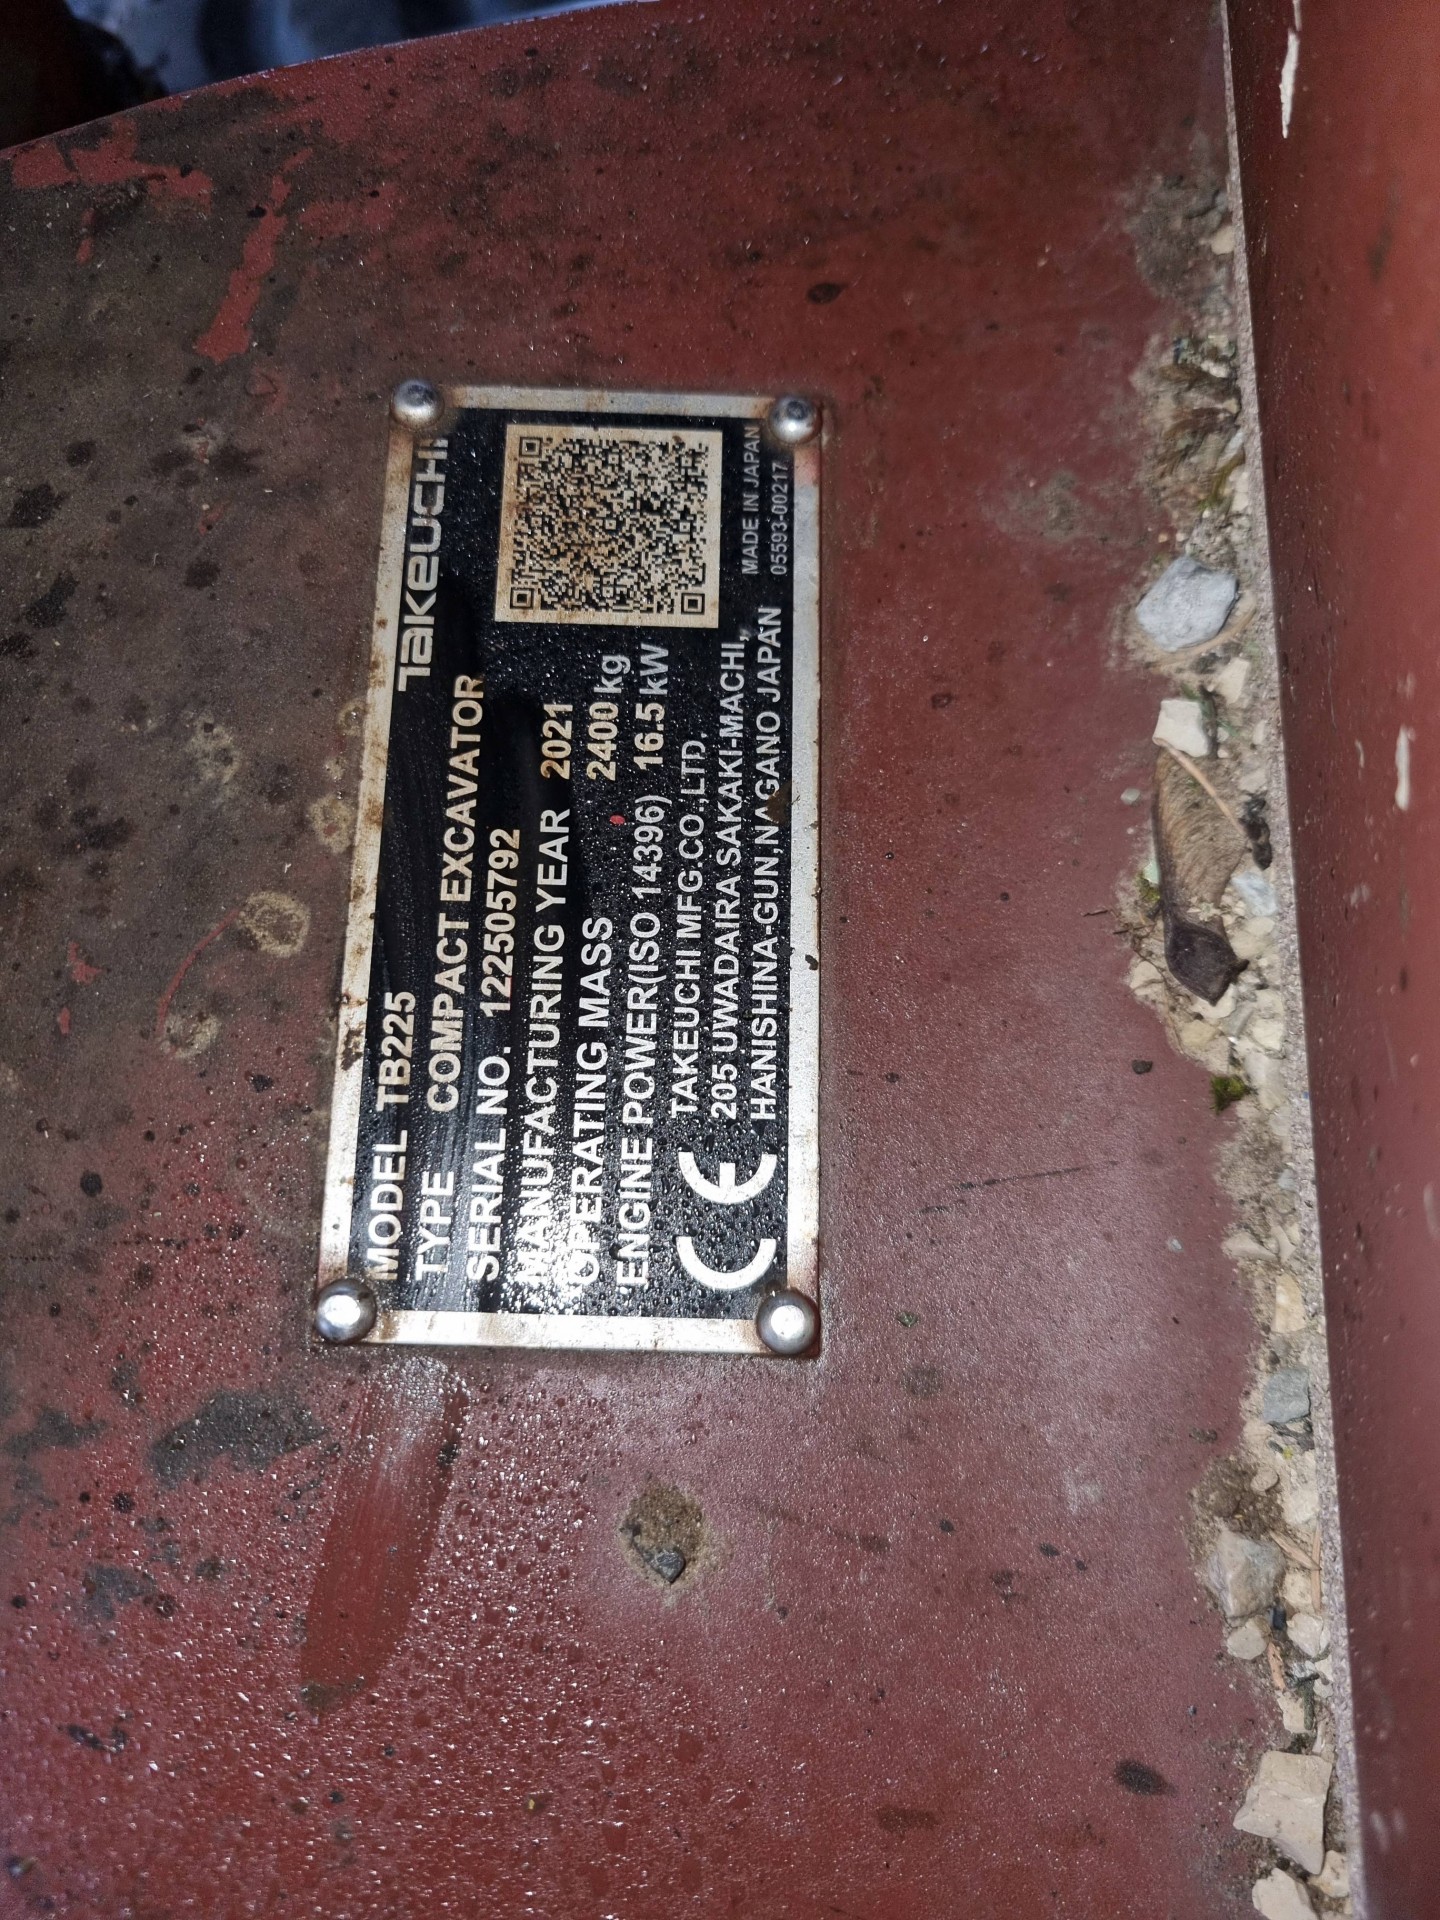 TAKEUCHI
MODEL TB225
TYPE COMPACT EXCAVATOR
SERIAL NO. 122505792
MANUFACTURING YEAR 2021
OPERATING MASS 2400 kg
ENGINE POWER(ISO 14396) 16.5 kW
CE
TAKEUCHI MFG.CO.,LTD.
205 UWADAIRA SAKAKI-MACHI,
HANISHINA-GUN,NAGANO JAPAN
MADE IN JAPAN
05593-00217